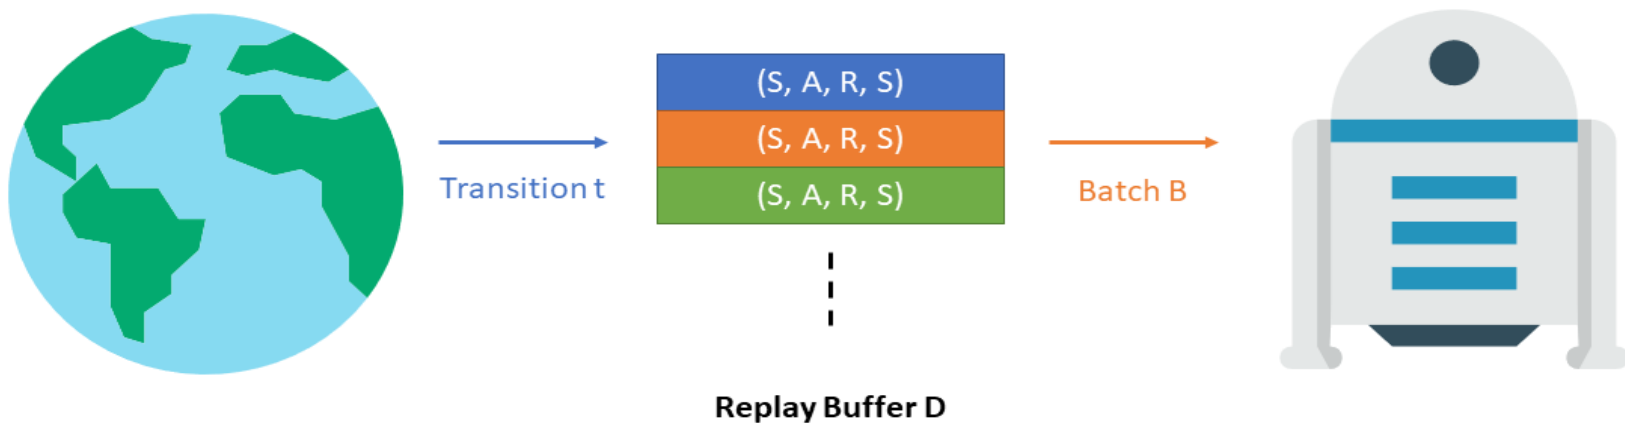 (S, A, R, S)
(S, A, R, S)
(S, A, R, S)
Transition t
Batch B
Replay Buffer D